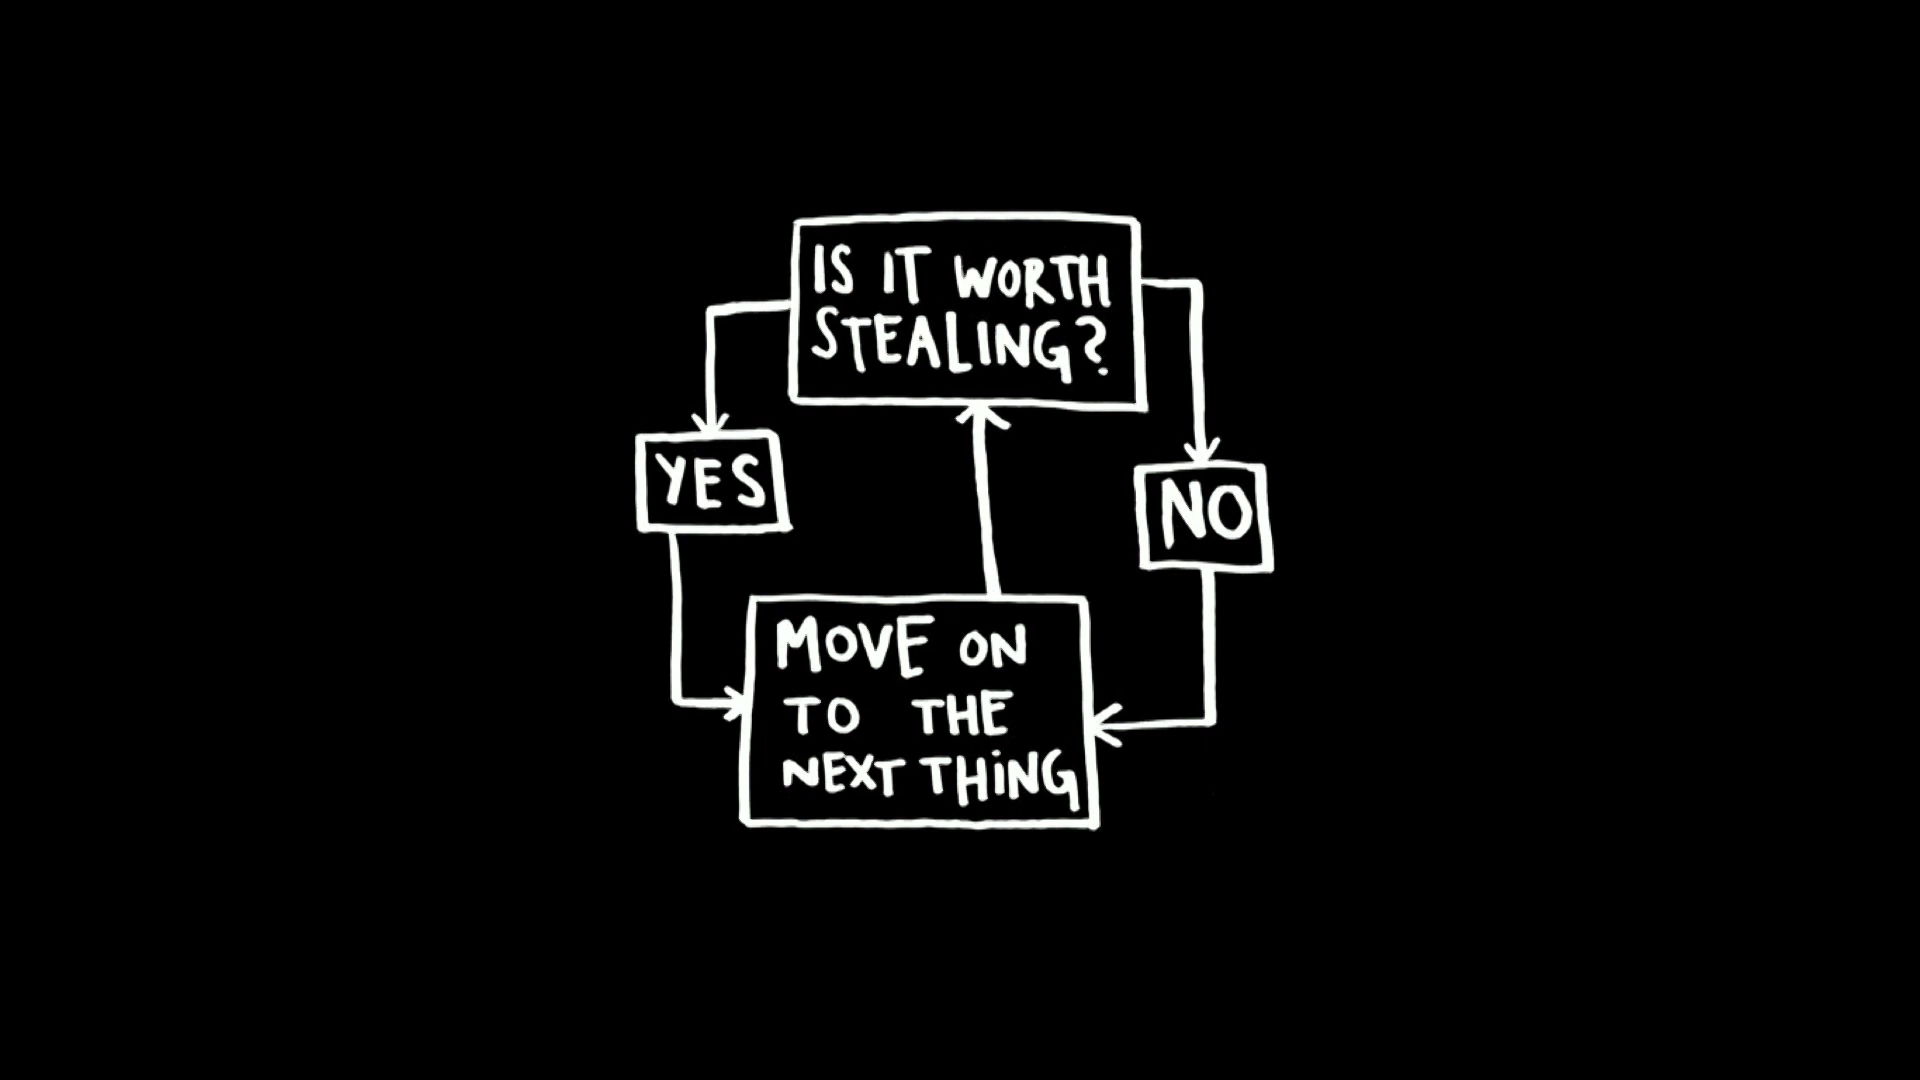 IS IT WORTH
STEALING?
YES
NO
MOVE ON
TO THE
NEXT THiNG